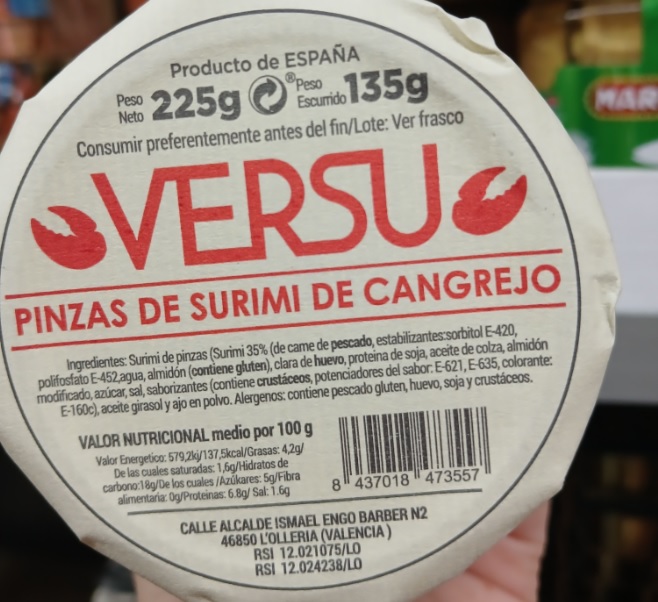 Producto de ESPAÑA
Peso Neto 225g ® Peso Escurrido 135g
Consumir preferentemente antes del fin/Lote: Ver frasco
VERSU
PINZAS DE SURIMI DE CANGREJO
Ingredientes: Surimi de pinzas (Surimi 35% (de carne de pescado, estabilizantes:sorbitol E-420,
polifosfato E-452,agua, almidón (contiene gluten), clara de huevo, proteina de soja, aceite de colza, almidón
modificado, azúcar, sal, saborizantes (contiene crustáceos, potenciadores del sabor: E-621, E-635, colorante:
E-160c), aceite girasol y ajo en polvo. Alergenos: contiene pescado gluten, huevo, soja y crustáceos.
VALOR NUTRICIONAL medio por 100 g
Valor Energetico: 579,2kj/137,5kcal/Grasas: 4,2g/
De las cuales saturadas: 1,6g/Hidratos de
carbono:18g/De los cuales /Azúkares: 5g/Fibra
alimentaria: 0g/Proteinas: 6.8g/ Sal: 1.6g
8 437018 473557
CALLE ALCALDE ISMAEL ENGO BARBER N2
46850 L'OLLERIA (VALENCIA)
RSI 12.021075/LO
RSI 12.024238/LO
MAR